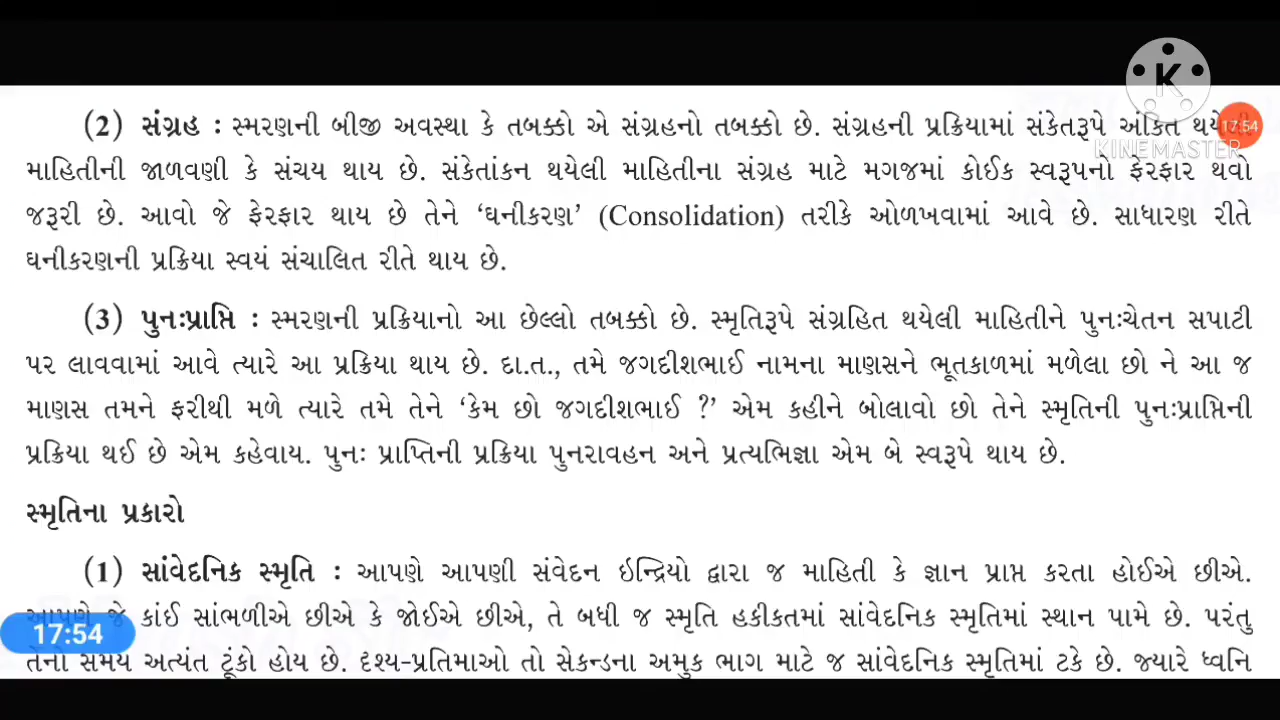 (2) સંગ્રહ : સ્મરણની બીજી અવસ્થા કે તબક્કો એ સંગ્રહનો તબક્કો છે. સંગ્રહની પ્રક્રિયામાં સંકેતરૂપે અંકિત થયેલી
17:54
KINEMASTER
માહિતીની જાળવણી કે સંચય થાય છે. સંકેતાંકન થયેલી માહિતીના સંગ્રહ માટે મગજમાં કોઈક સ્વરૂપનો ફેરફાર થવો
જરૂરી છે. આવો જે ફેરફાર થાય છે તેને ‘ઘનીકરણ’ (Consolidation) તરીકે ઓળખવામાં આવે છે. સાધારણ રીતે
ઘનીકરણની પ્રક્રિયા સ્વયં સંચાલિત રીતે થાય છે.
(3) પુનઃપ્રાપ્તિ : સ્મરણની પ્રક્રિયાનો આ છેલ્લો તબક્કો છે. સ્મૃતિરૂપે સંગ્રહિત થયેલી માહિતીને પુનઃચેતન સપાટી
પર લાવવામાં આવે ત્યારે આ પ્રક્રિયા થાય છે. દા.ત., તમે જગદીશભાઈ નામના માણસને ભૂતકાળમાં મળેલા છો ને આ જ
માણસ તમને ફરીથી મળે ત્યારે તમે તેને ‘કેમ છો જગદીશભાઈ ?’ એમ કહીને બોલાવો છો તેને સ્મૃતિની પુનઃપ્રાપ્તિની
પ્રક્રિયા થઈ છે એમ કહેવાય. પુનઃ પ્રાપ્તિની પ્રક્રિયા પુનરાવહન અને પ્રત્યભિજ્ઞા એમ બે સ્વરૂપે થાય છે.
સ્મૃતિના પ્રકારો
(1) સાંવેદનિક સ્મૃતિ : આપણે આપણી સંવેદન ઇન્દ્રિયો દ્વારા જ માહિતી કે જ્ઞાન પ્રાપ્ત કરતા હોઈએ છીએ.
આપણે જે કાંઈ સાંભળીએ છીએ કે જોઈએ છીએ, તે બધી જ સ્મૃતિ હકીકતમાં સાંવેદનિક સ્મૃતિમાં સ્થાન પામે છે. પરંતુ
17:54
તેનો સમય અત્યંત ટૂંકો હોય છે. દૃશ્ય-પ્રતિમાઓ તો સેકન્ડના અમુક ભાગ માટે જ સાંવેદનિક સ્મૃતિમાં ટકે છે. જ્યારે ધ્વનિ